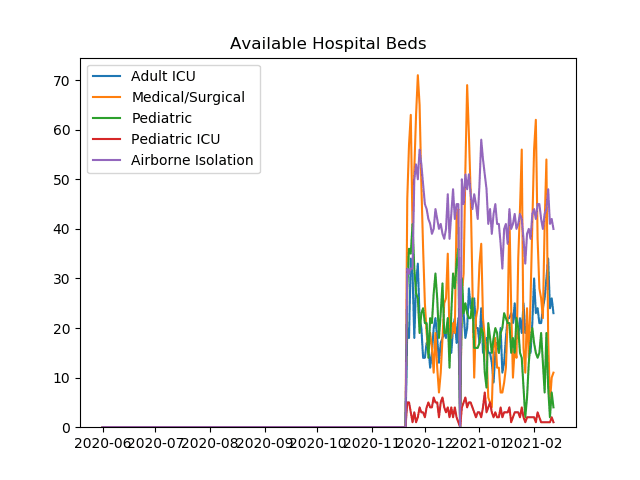 Available Hospital Beds
Adult ICU
Medical/Surgical
Pediatric
Pediatric ICU
Airborne Isolation
70
60
50
40
30
20
10
0
2020-06 2020-07 2020-08 2020-09 2020-10 2020-11 2020-12 2021-01 2021-02